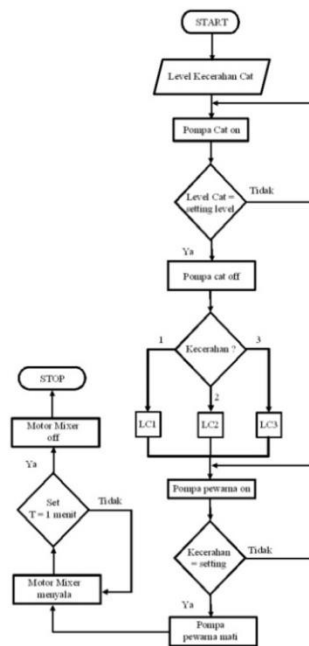 START
Level Kecerahan Cat
Pompa Cat on
Level Cat =
setting level
Tidak
Ya
Pompa cat off
Kecerahan ?
1
2
3
LC1
LC2
LC3
Pompa pewarna on
Kecerahan
= setting
Tidak
Ya
Pompa
pewarna mati
Motor Mixer
menyala
Set
T = 1 menit
Tidak
Ya
Motor Mixer
off
STOP